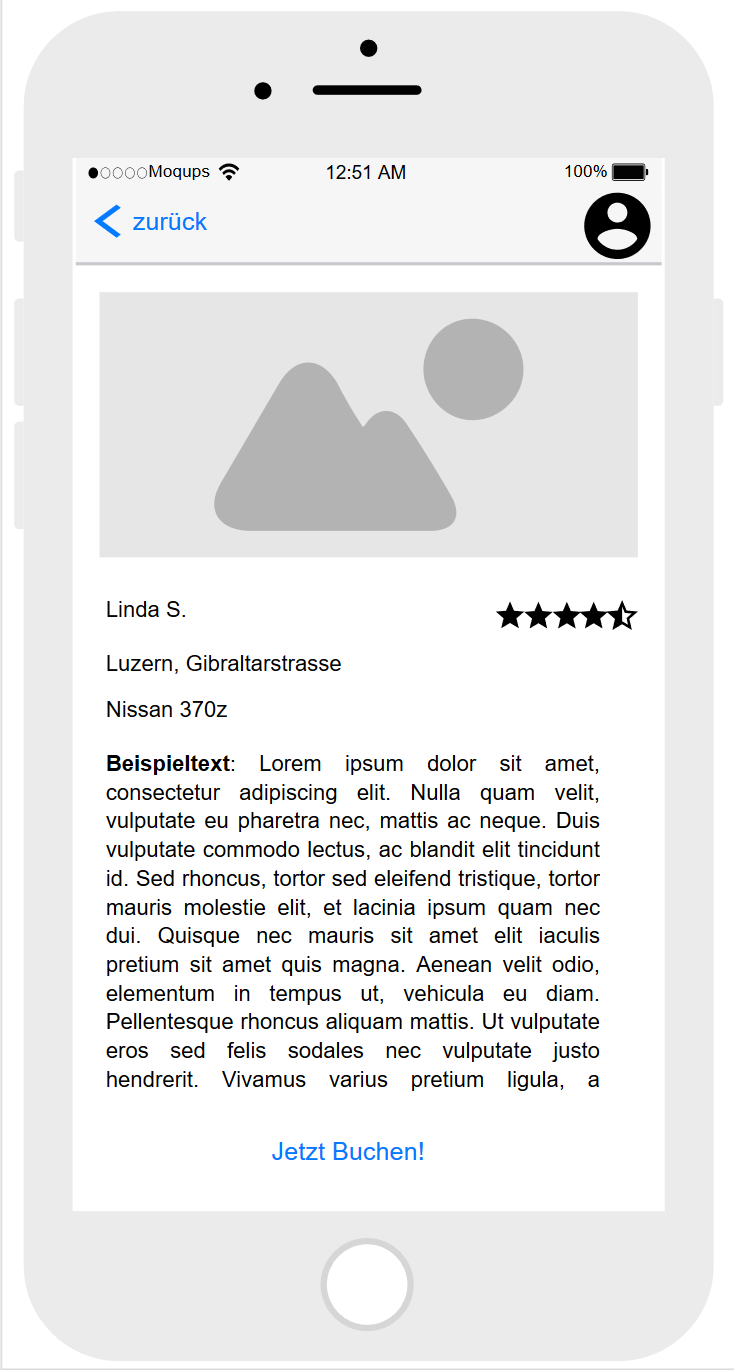 Moqups 12:51 AM 100%
zurück
Linda S.
Luzern, Gibraltarstrasse
Nissan 370z
Beispieltext: Lorem ipsum dolor sit amet,
consectetur adipiscing elit. Nulla quam velit,
vulputate eu pharetra nec, mattis ac neque. Duis
vulputate commodo lectus, ac blandit elit tincidunt
id. Sed rhoncus, tortor sed eleifend tristique, tortor
mauris molestie elit, et lacinia ipsum quam nec
dui. Quisque nec mauris sit amet elit iaculis
pretium sit amet quis magna. Aenean velit odio,
elementum in tempus ut, vehicula eu diam.
Pellentesque rhoncus aliquam mattis. Ut vulputate
eros sed felis sodales nec vulputate justo
hendrerit. Vivamus varius pretium ligula, a
Jetzt Buchen!